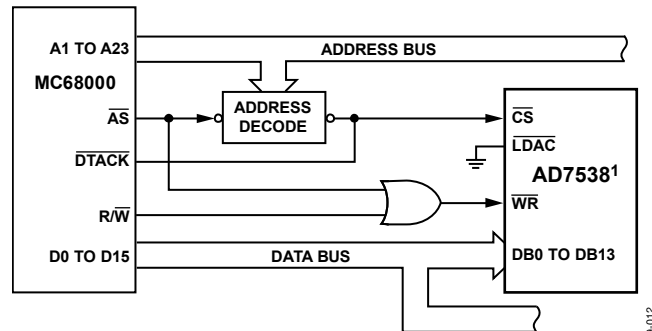 A1 TO A23
ADDRESS BUS
MC68000
AS
ADDRESS
DECODE
CS
DTACK
LDAC
AD7538¹
R/W
WR
D0 TO D15
DATA BUS
DB0 TO DB13
-012